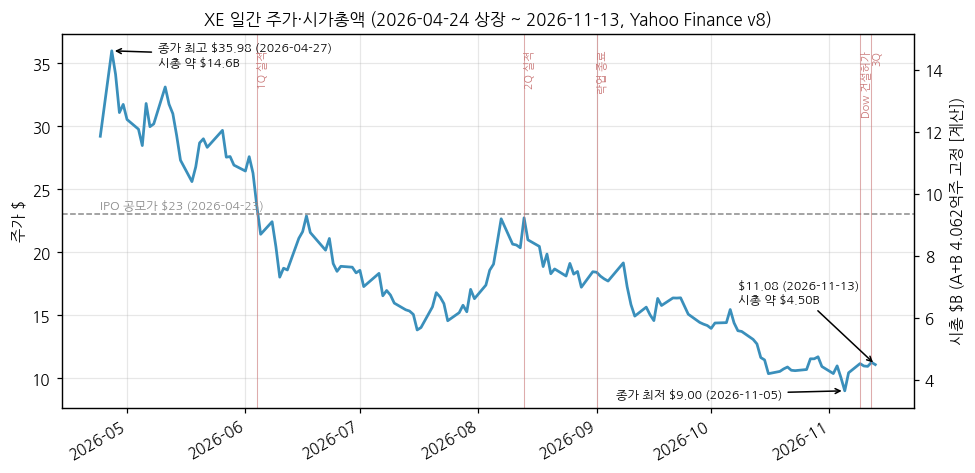 XE 일간 주가·시가총액 (2026-04-24 상장 ~ 2026-11-13, Yahoo Finance v8)
종가 최고 $35.98 (2026-04-27)
시총 약 $14.6B
1Q 실적
2Q 실적
락업 종료
Dow 건설허가
3Q
IPO 공모가 $23 (2026-04-23)
$11.08 (2026-11-13)
시총 약 $4.50B
종가 최저 $9.00 (2026-11-05)
주가 $
35
30
25
20
15
10
시총 $B (A+B 4.062억주 고정 [계산])
14
12
10
8
6
4
2026-05
2026-06
2026-07
2026-08
2026-09
2026-10
2026-11